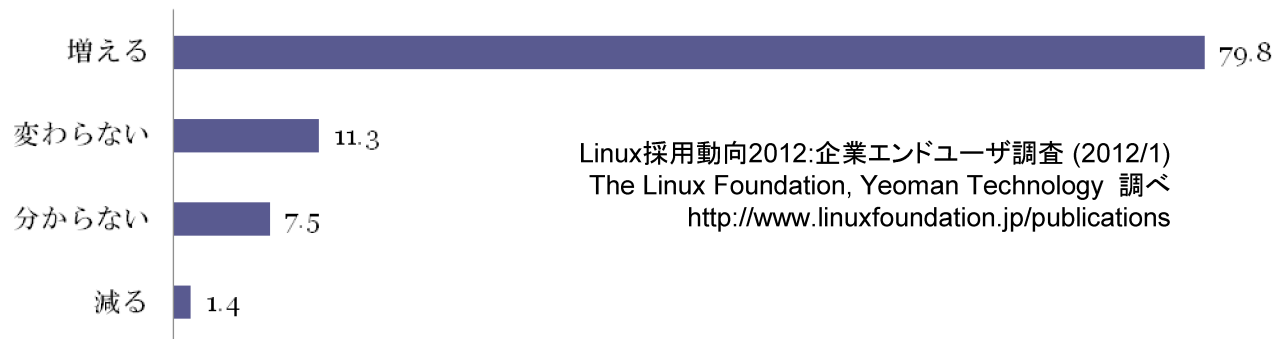 増える 79.8
変わらない 11.3
分からない 7.5
減る 1.4
Linux採用動向2012:企業エンドユーザ調査 (2012/1)
The Linux Foundation, Yeoman Technology 調べ
http://www.linuxfoundation.jp/publications